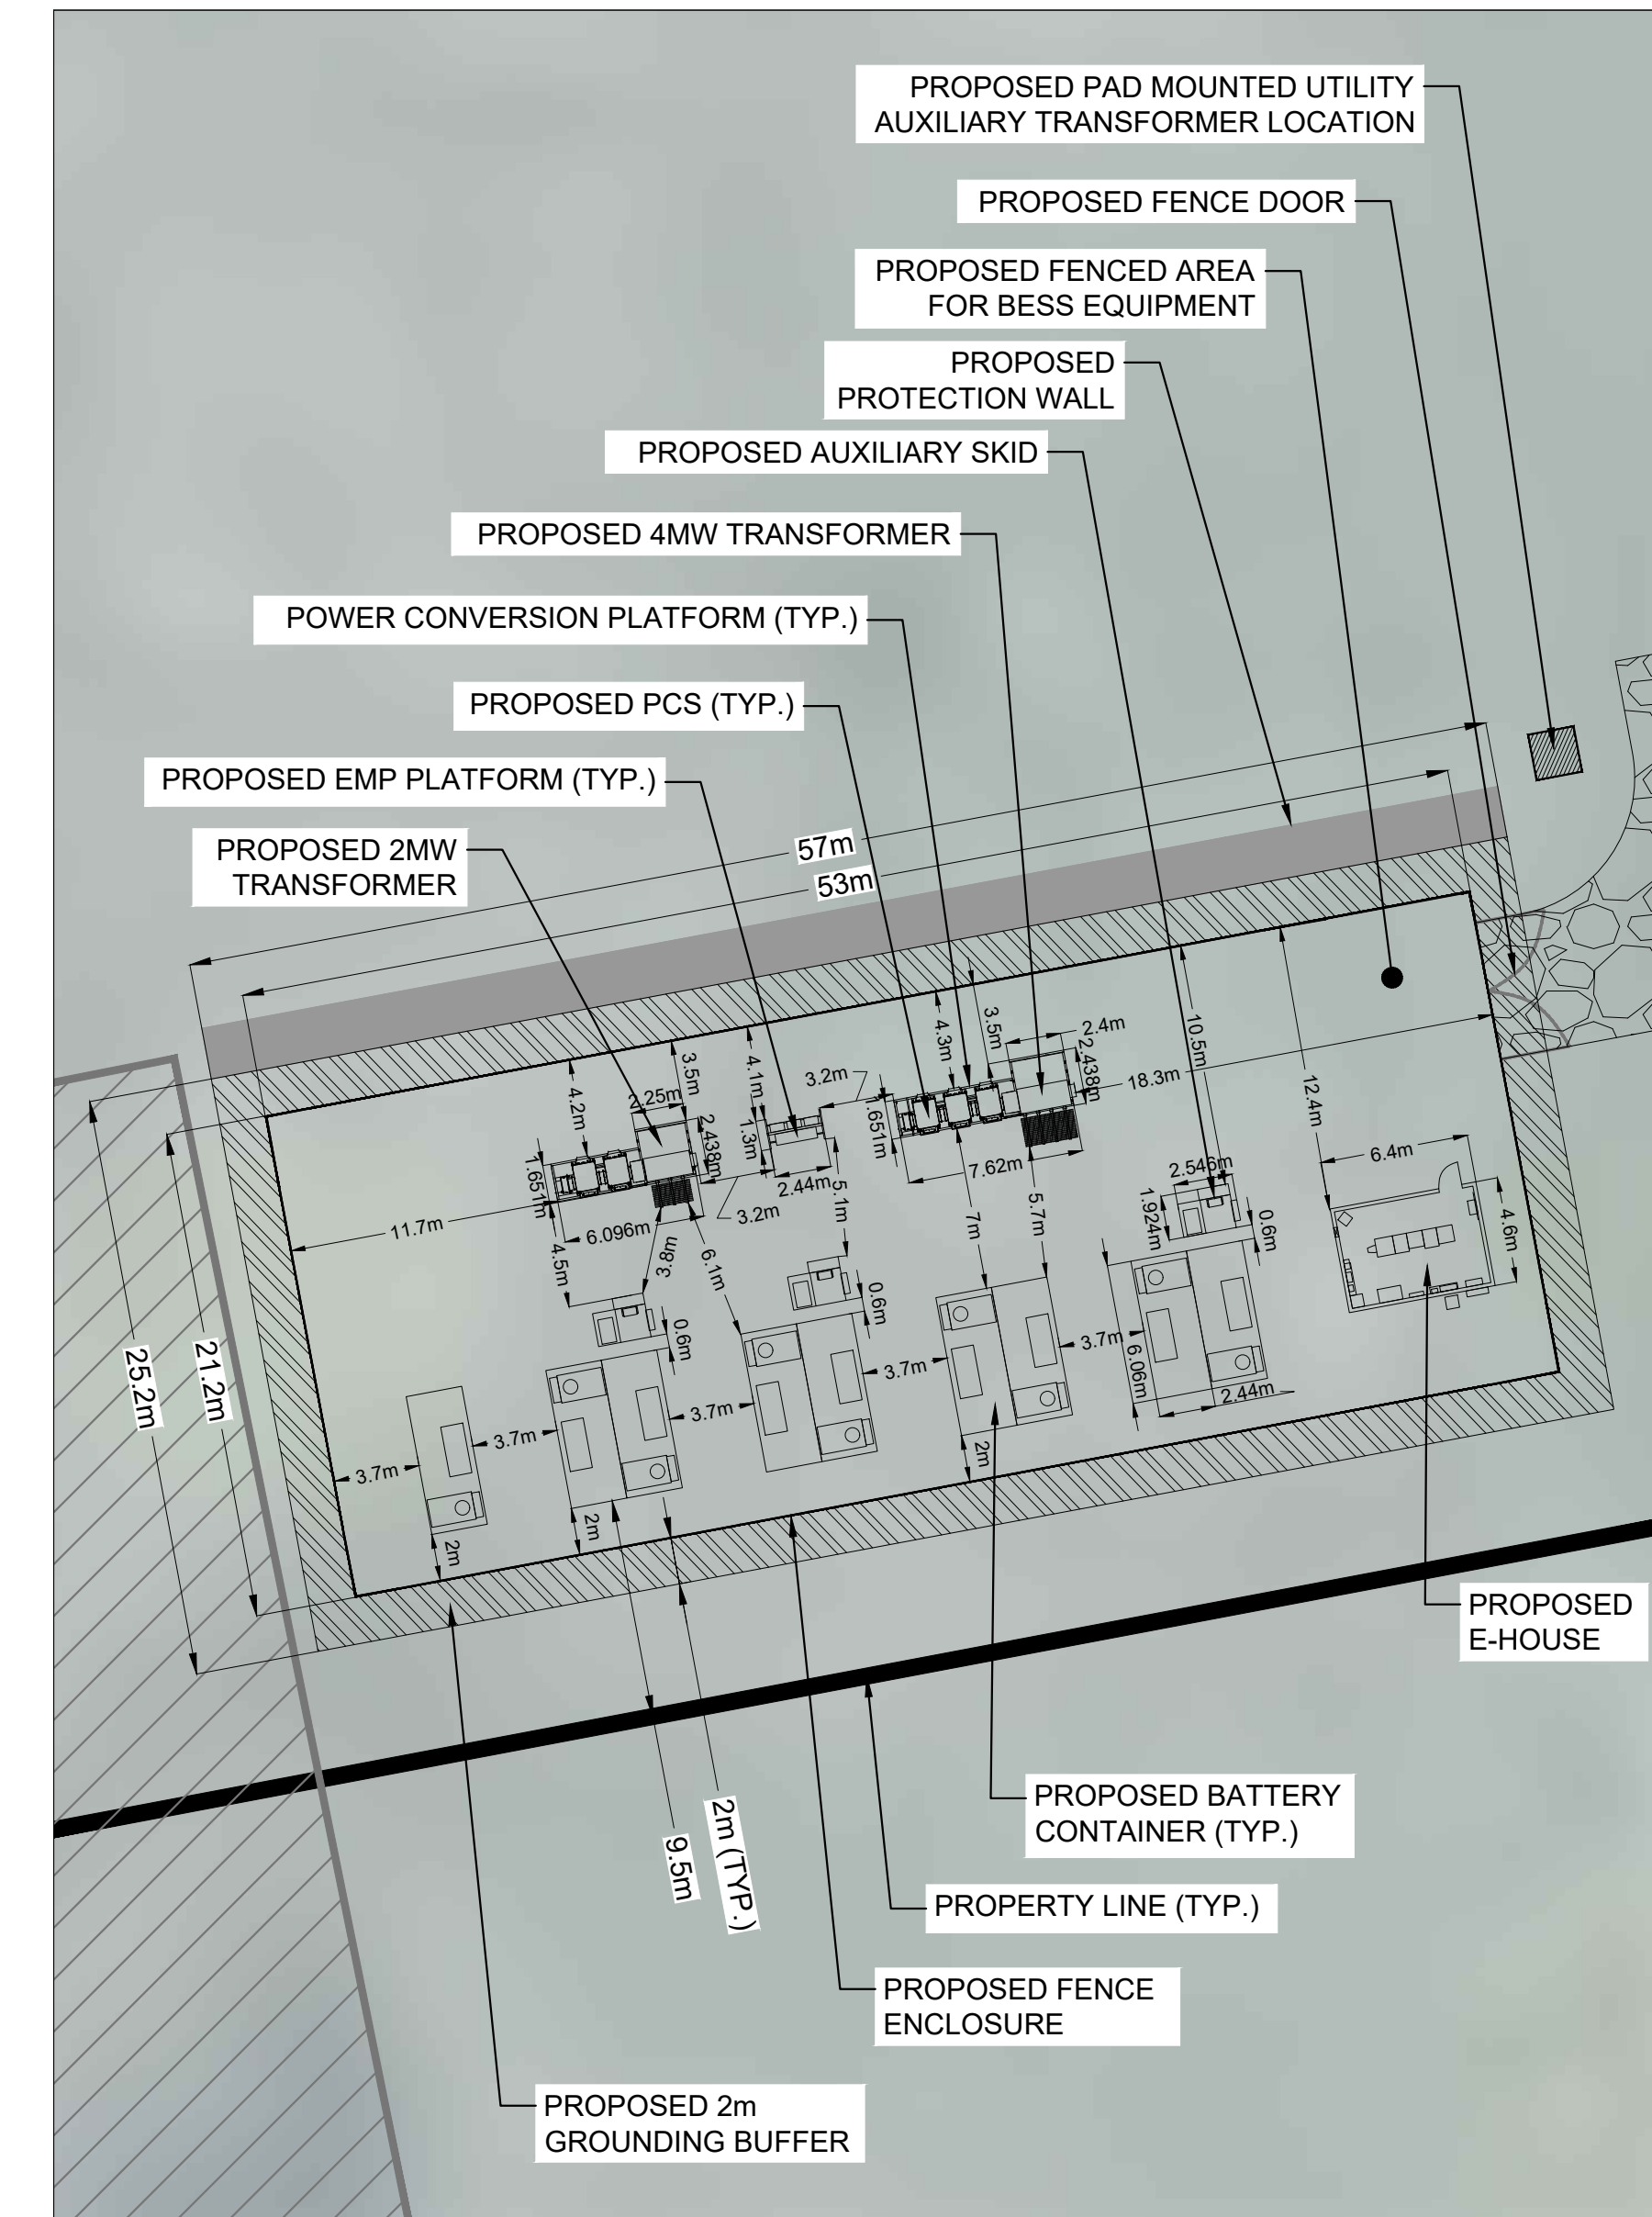 PROPOSED PAD MOUNTED UTILITY
AUXILIARY TRANSFORMER LOCATION
PROPOSED FENCE DOOR
PROPOSED FENCED AREA
FOR BESS EQUIPMENT
PROPOSED
PROTECTION WALL
PROPOSED AUXILIARY SKID
PROPOSED 4MW TRANSFORMER
POWER CONVERSION PLATFORM (TYP.)
PROPOSED PCS (TYP.)
PROPOSED EMP PLATFORM (TYP.)
PROPOSED 2MW
TRANSFORMER
57m
53m
25.2m
21.2m
4.2m
3.5m
2.25m
2.438m
1.651m
11.7m
6.096m
4.5m
3.8m
6.1m
4.1m
1.3m
2.44m
3.2m
3.2m
5.1m
4.3m
3.5m
2.4m
2.438m
1.651m
7.62m
18.3m
7m
5.7m
10.5m
2.546m
1.924m
0.6m
12.4m
6.4m
4.6m
0.6m
0.6m
3.7m
3.7m
3.7m
3.7m
3.7m
6.06m
2.44m
2m
2m
2m
2m (TYP.)
9.5m
PROPOSED
E-HOUSE
PROPOSED BATTERY
CONTAINER (TYP.)
PROPERTY LINE (TYP.)
PROPOSED FENCE
ENCLOSURE
PROPOSED 2m
GROUNDING BUFFER